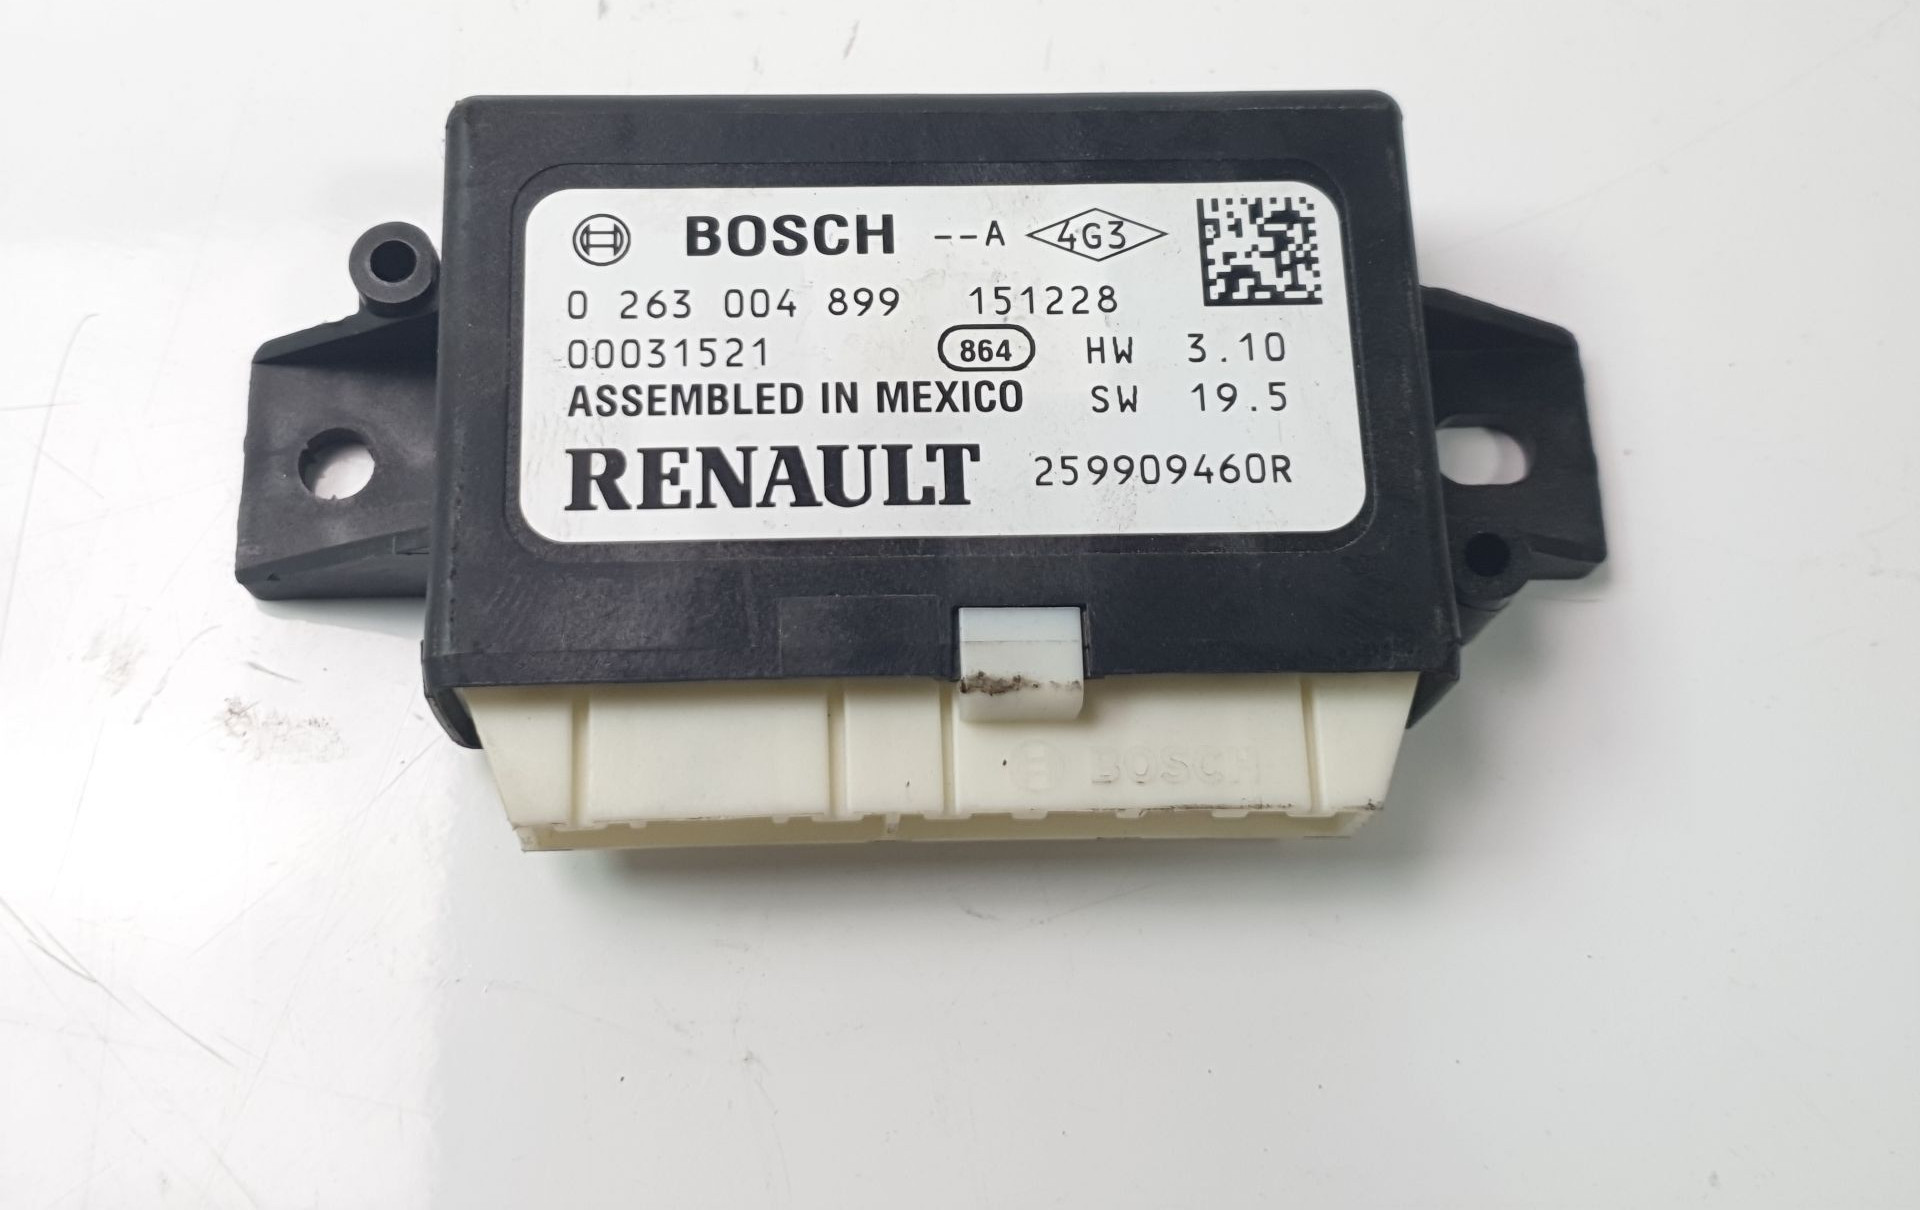 BOSCH --A 4G3
0 263 004 899 151228
00031521 864 HW 3.10
ASSEMBLED IN MEXICO SW 19.5
RENAULT 259909460R
BOSCH